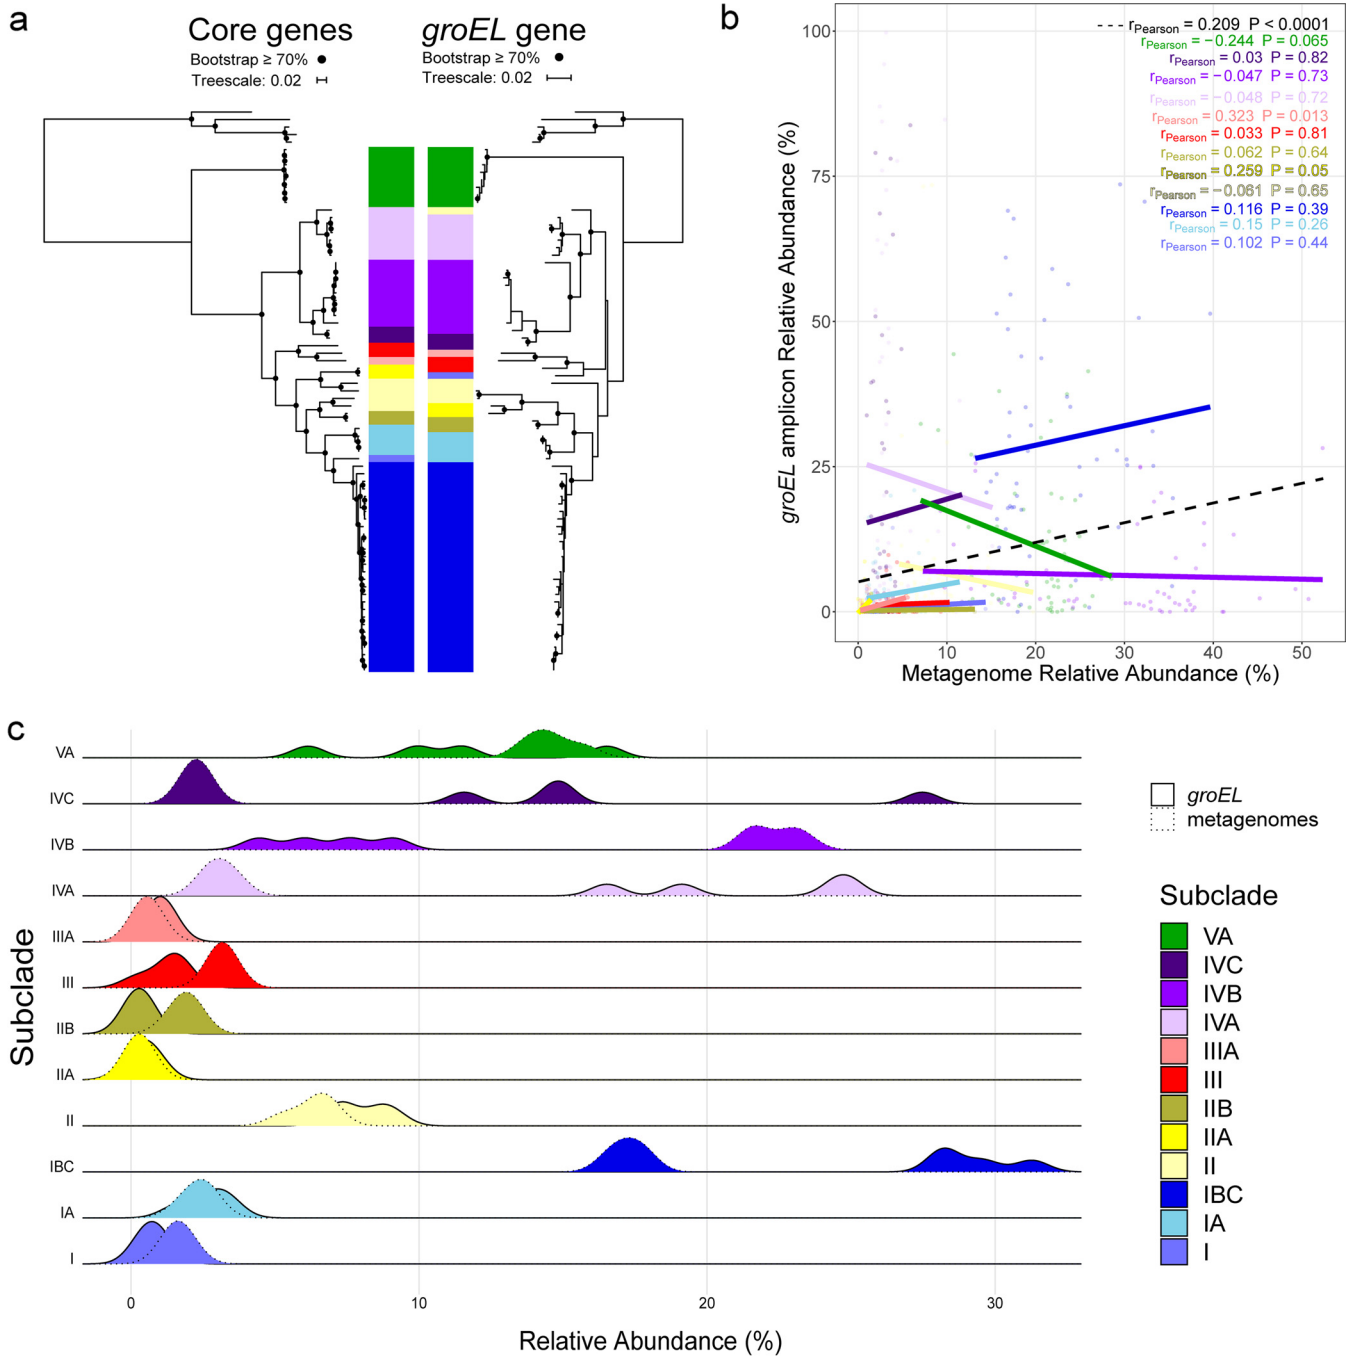 a
Core genes
Bootstrap ≥ 70%
Treescale: 0.02
groEL gene
Bootstrap ≥ 70%
Treescale: 0.02
b
groEL amplicon Relative Abundance (%)
100
75
50
25
0
rPearson = 0.209 P < 0.0001
rPearson = −0.244 P = 0.065
rPearson = 0.03 P = 0.82
rPearson = −0.047 P = 0.73
rPearson = −0.048 P = 0.72
rPearson = 0.323 P = 0.013
rPearson = 0.033 P = 0.81
rPearson = 0.062 P = 0.64
rPearson = 0.259 P = 0.05
rPearson = −0.061 P = 0.65
rPearson = 0.116 P = 0.39
rPearson = 0.15 P = 0.26
rPearson = 0.102 P = 0.44
0 10 20 30 40 50
Metagenome Relative Abundance (%)
c
Subclade
VA
IVC
IVB
IVA
IIIA
III
IIB
IIA
II
IBC
IA
I
0 10 20 30
Relative Abundance (%)
groEL
metagenomes
Subclade
VA
IVC
IVB
IVA
IIIA
III
IIB
IIA
II
IBC
IA
I